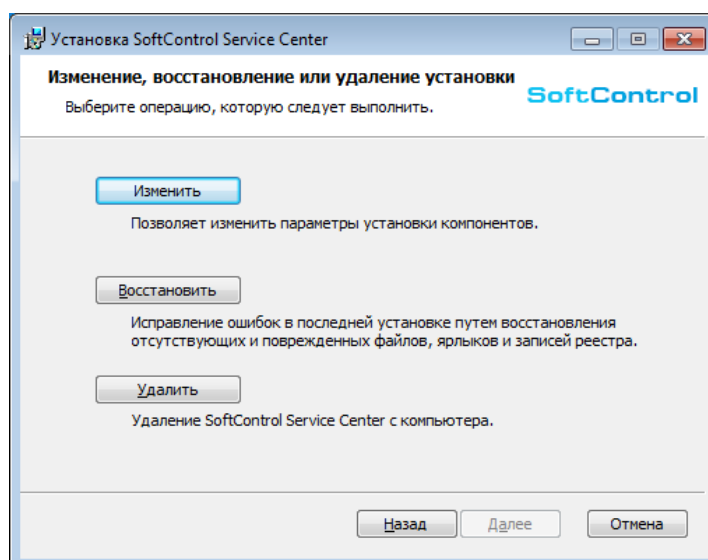 Установка SoftControl Service Center
Изменение, восстановление или удаление установки
Выберите операцию, которую следует выполнить.
SoftControl
Изменить
Позволяет изменить параметры установки компонентов.
Восстановить
Исправление ошибок в последней установке путем восстановления
отсутствующих и поврежденных файлов, ярлыков и записей реестра.
Удалить
Удаление SoftControl Service Center с компьютера.
Назад
Далее
Отмена